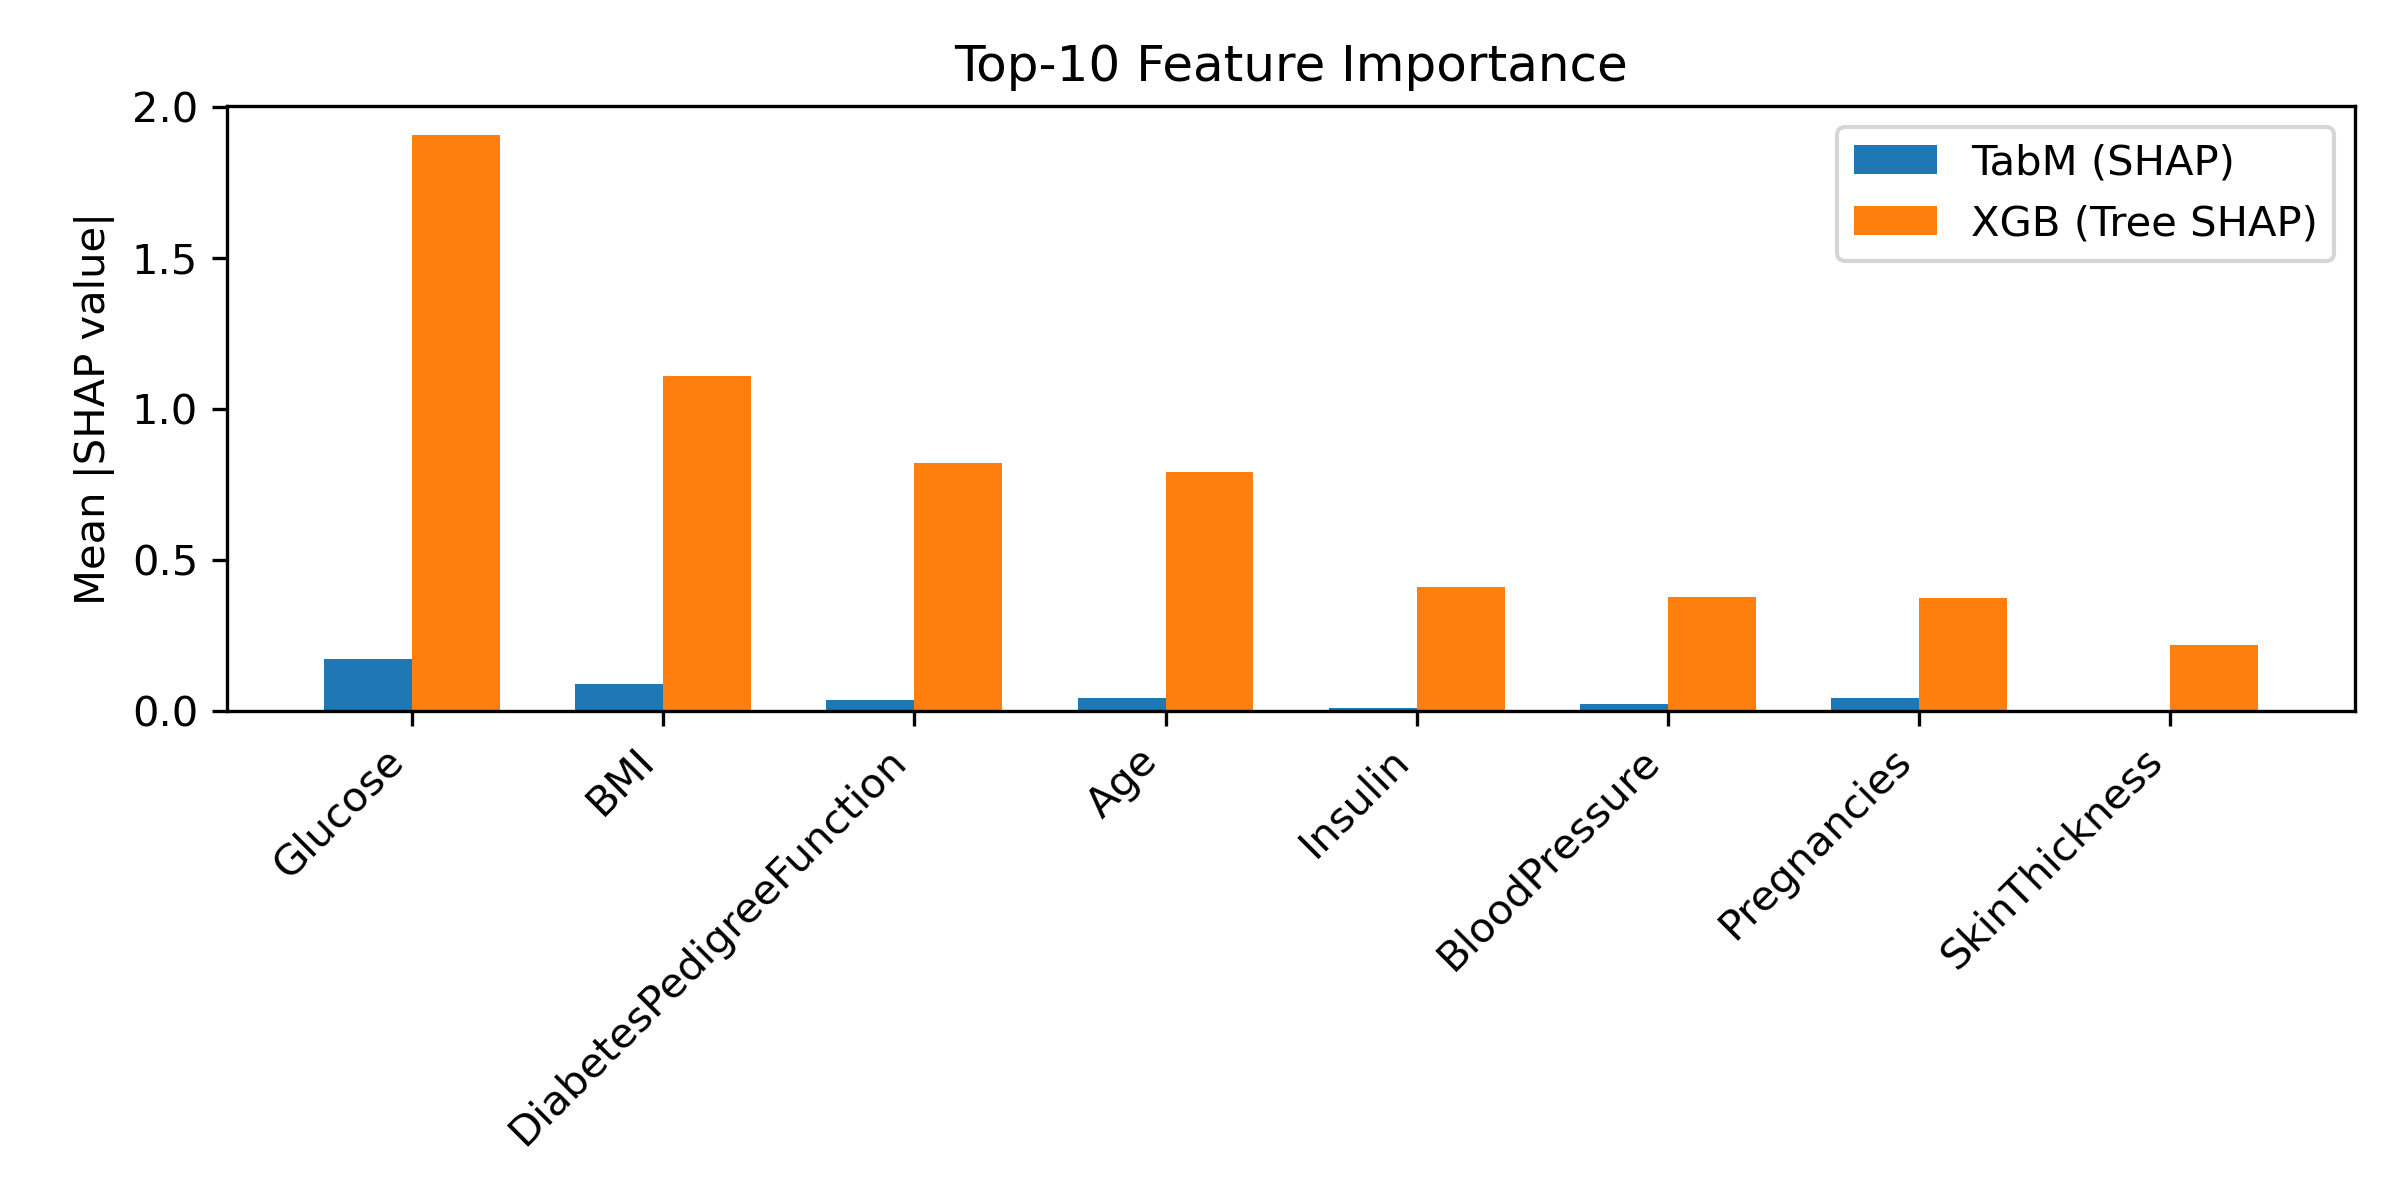 Top-10 Feature Importance
Mean |SHAP value|
2.0
1.5
1.0
0.5
0.0
TabM (SHAP)
XGB (Tree SHAP)
Glucose
BMI
DiabetesPedigreeFunction
Age
Insulin
BloodPressure
Pregnancies
SkinThickness